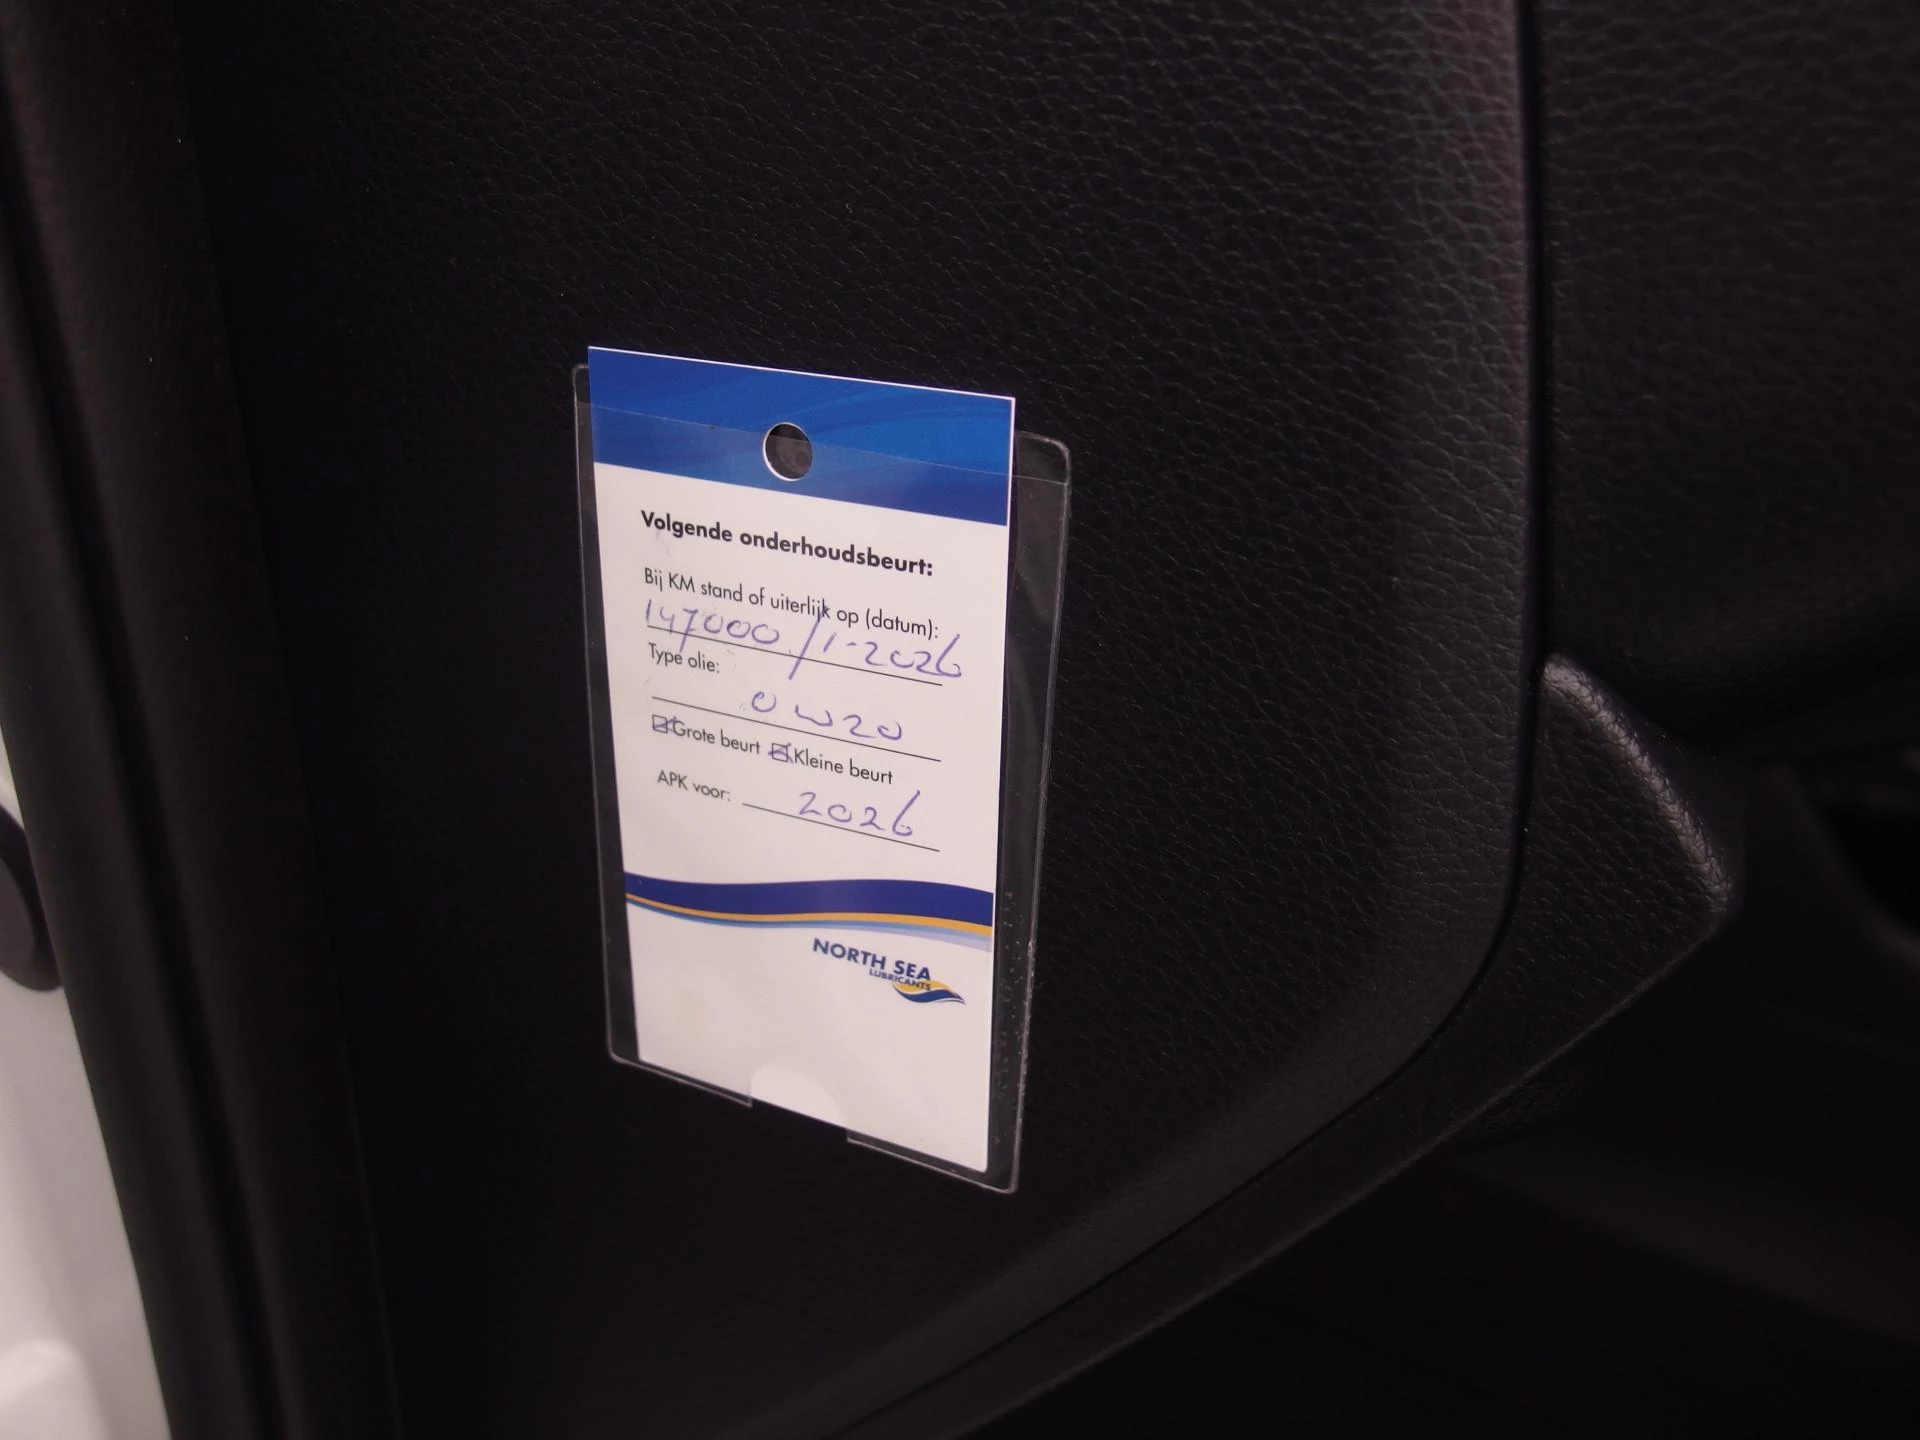 Volgende onderhoudsbeurt:
Bij KM stand of uiterlijk op (datum):
147000 / 1-2026
Type olie:
0W20
Grote beurt Kleine beurt
APK voor: 2026
NORTH SEA
LUBRICANTS